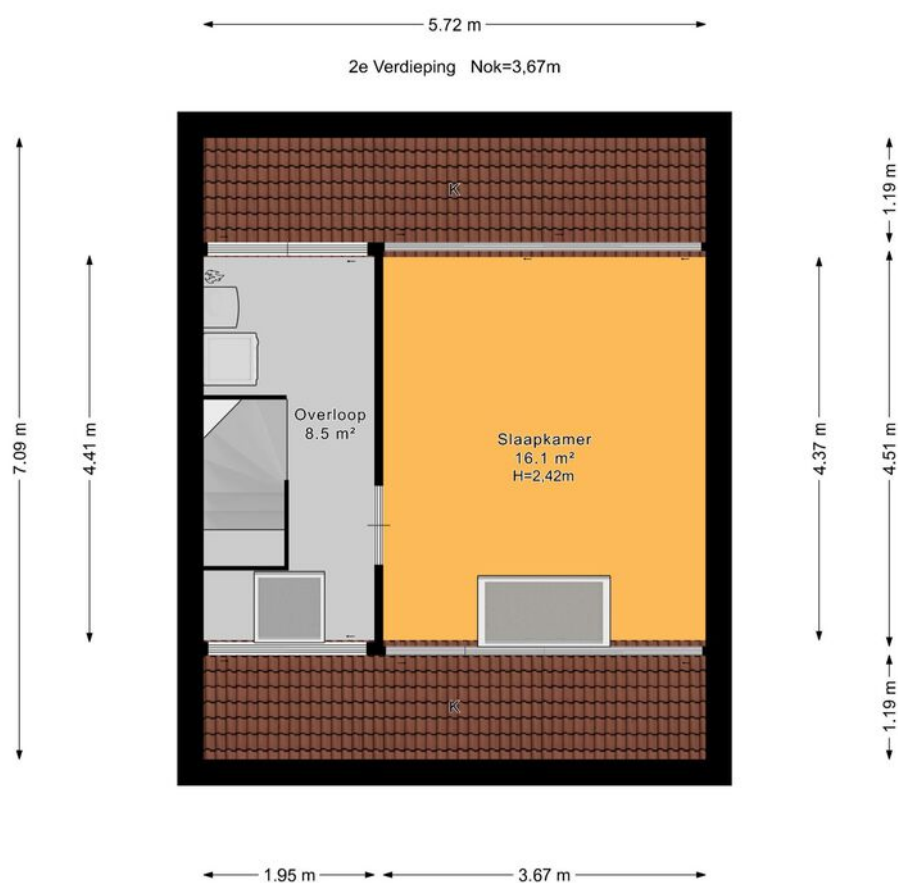 5.72 m
2e Verdieping Nok=3,67m
K
1.19 m
7.09 m
4.41 m
Overloop
8.5 m²
Slaapkamer
16.1 m²
H=2,42m
4.37 m
4.51 m
K
1.19 m
1.95 m
3.67 m